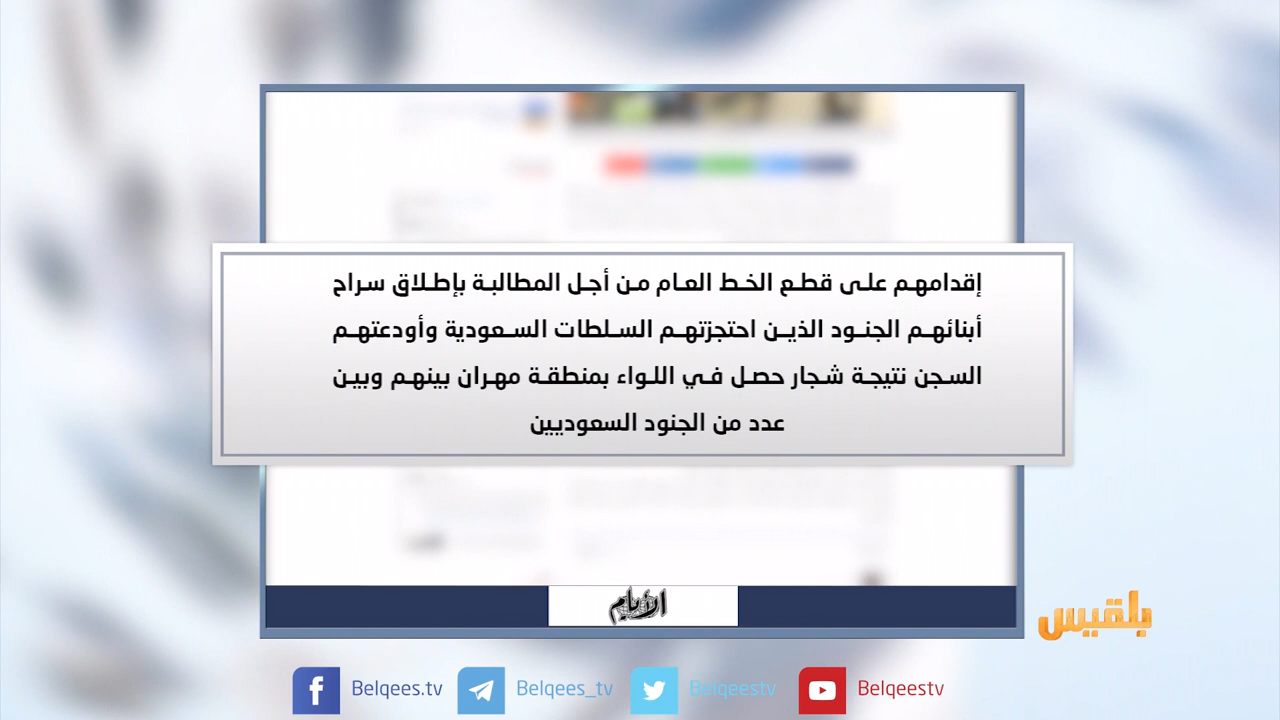 إقدامهم على قطع الخط العام من أجل المطالبة بإطلاق سراح
أبنائهم الجنود الذين احتجزتهم السلطات السعودية وأودعتهم
السجن نتيجة شجار حصل في اللواء بمنطقة مهران بينهم وبين
عدد من الجنود السعوديين
الأيام
بلقيس
Belqees.tv Belqees_tv Belqeestv Belqeestv